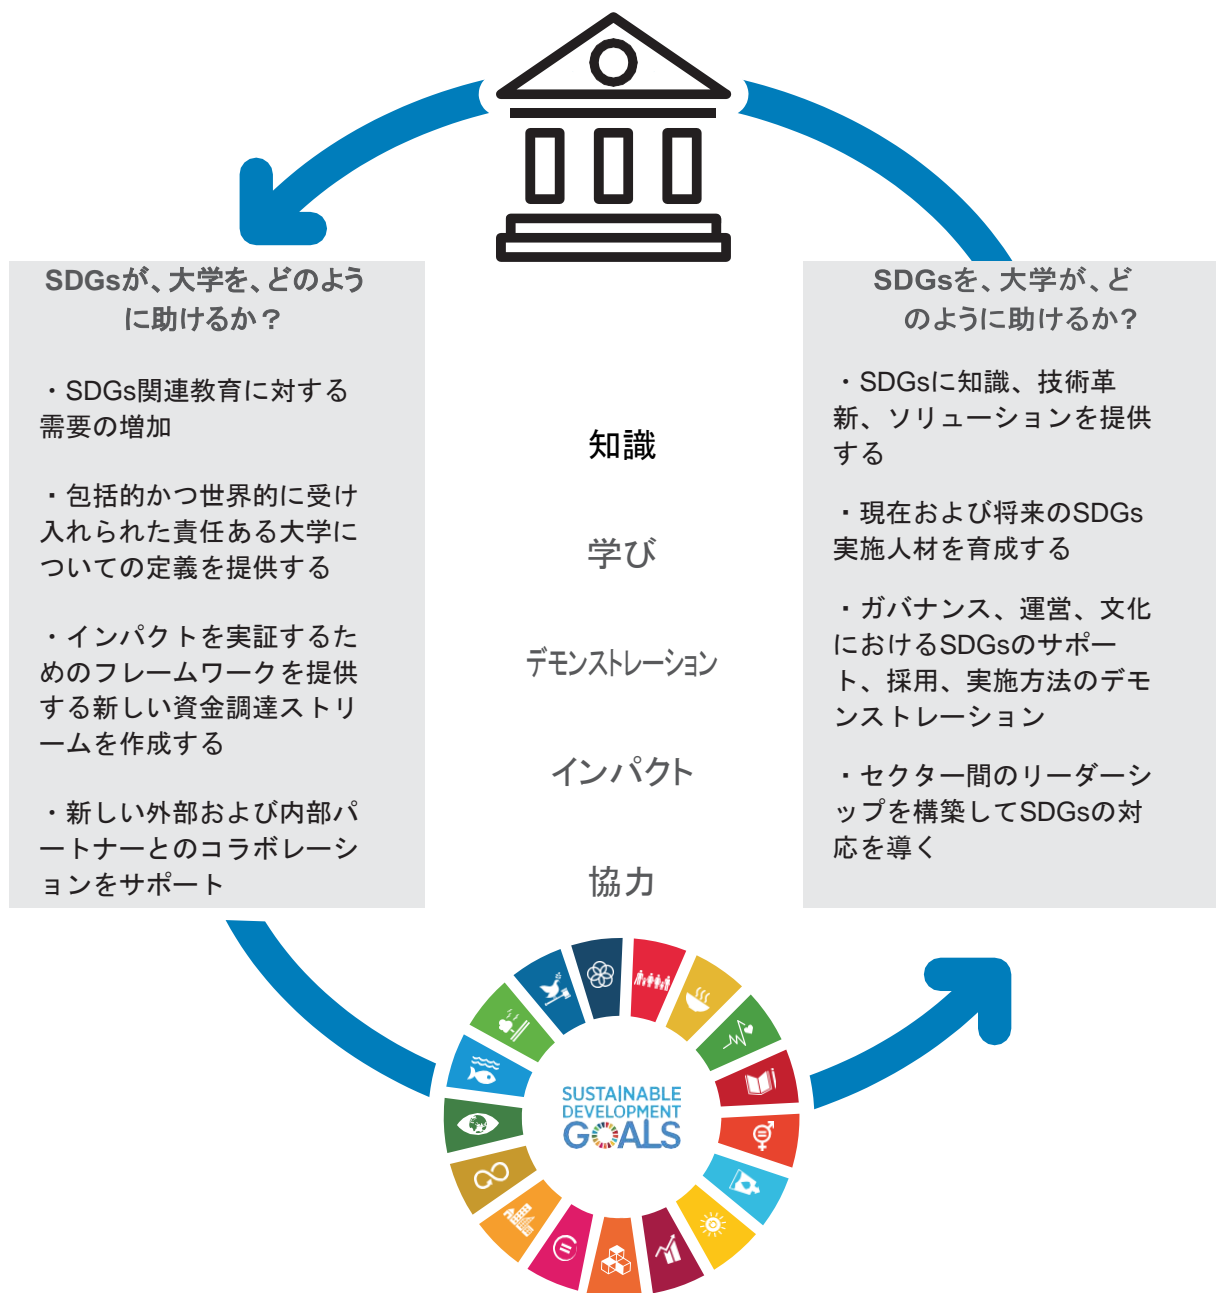 SDGsが、大学を、どのよう
に助けるか？
・SDGs関連教育に対する
需要の増加
・包括的かつ世界的に受け
入れられた責任ある大学に
ついての定義を提供する
・インパクトを実証するた
めのフレームワークを提供
する新しい資金調達ストリ
ームを作成する
・新しい外部および内部パ
ートナーとのコラボレーシ
ョンをサポート
知識
学び
デモンストレーション
インパクト
協力
SDGsを、大学が、ど
のように助けるか?
・SDGsに知識、技術革
新、ソリューションを提供
する
・現在および将来のSDGs
実施人材を育成する
・ガバナンス、運営、文化
におけるSDGsのサポー
ト、採用、実施方法のデモ
ンストレーション
・セクター間のリーダーシ
ップを構築してSDGsの対
応を導く
SUSTAINABLE
DEVELOPMENT
GOALS